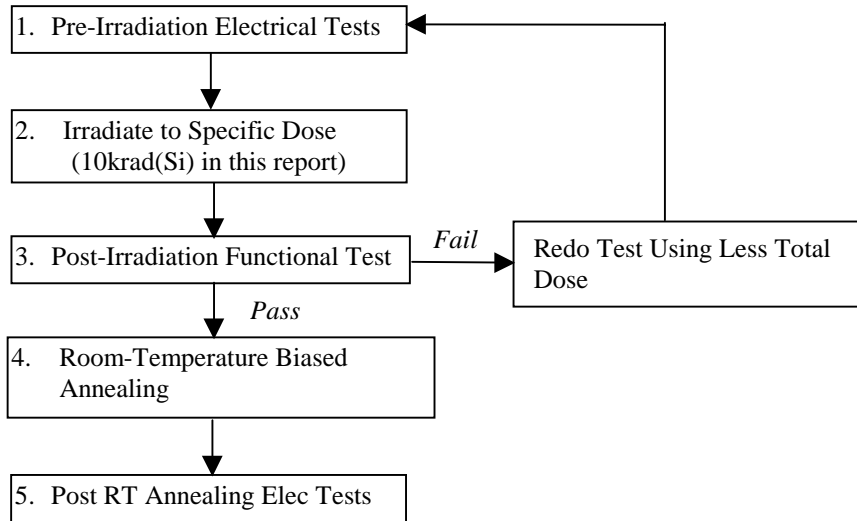 1. Pre-Irradiation Electrical Tests
2. Irradiate to Specific Dose
(10krad(Si) in this report)
3. Post-Irradiation Functional Test
Fail
Redo Test Using Less Total
Dose
Pass
4. Room-Temperature Biased
Annealing
5. Post RT Annealing Elec Tests